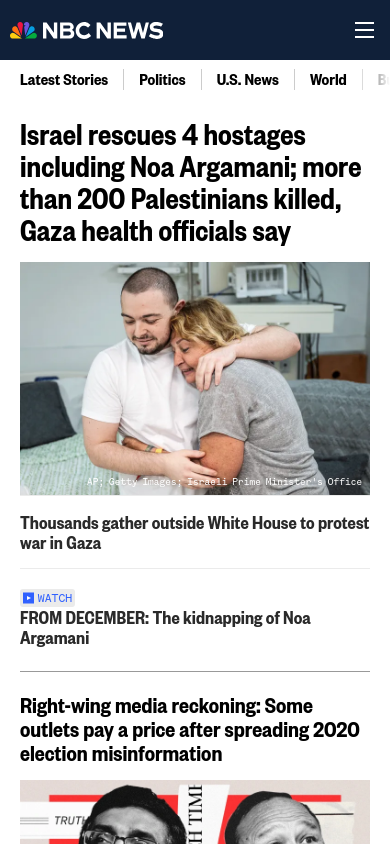 NBC NEWS
Latest Stories
Politics
U.S. News
World
Israel rescues 4 hostages
including Noa Argamani; more
than 200 Palestinians killed,
Gaza health officials say
AP; Getty Images; Israeli Prime Minister's Office
Thousands gather outside White House to protest
war in Gaza
WATCH
FROM DECEMBER: The kidnapping of Noa
Argamani
Right-wing media reckoning: Some
outlets pay a price after spreading 2020
election misinformation
TRUTH
H TIME